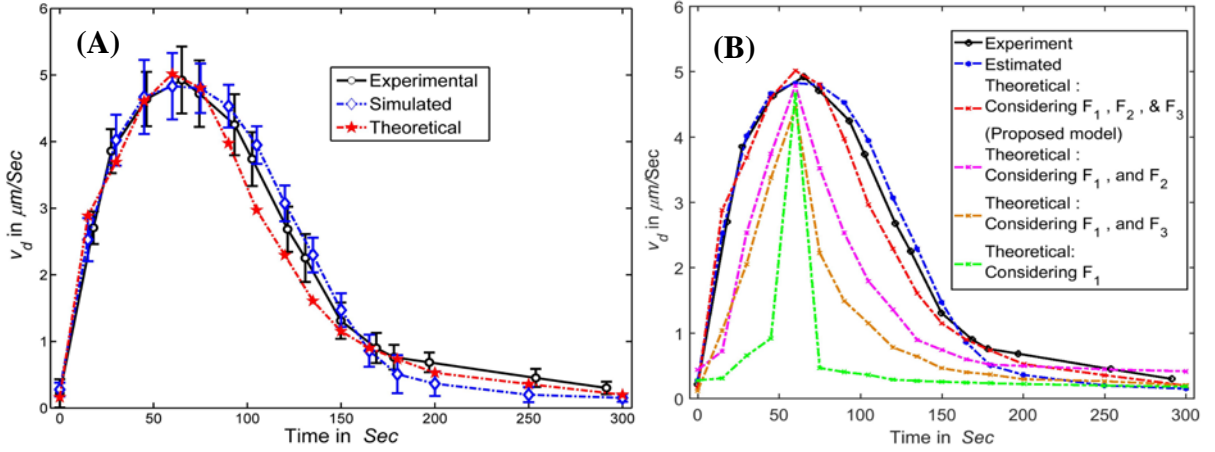 (A)
Experimental
Simulated
Theoretical
v_d in μm/Sec
6
5
4
3
2
1
0
0 50 100 150 200 250 300
Time in Sec
(B)
Experiment
Estimated
Theoretical :
Considering F_1 , F_2 , & F_3
(Proposed model)
Theoretical :
Considering F_1 , and F_2
Theoretical :
Considering F_1 , and F_3
Theoretical:
Considering F_1
v_d in μm/Sec
6
5
4
3
2
1
0
0 50 100 150 200 250 300
Time in Sec